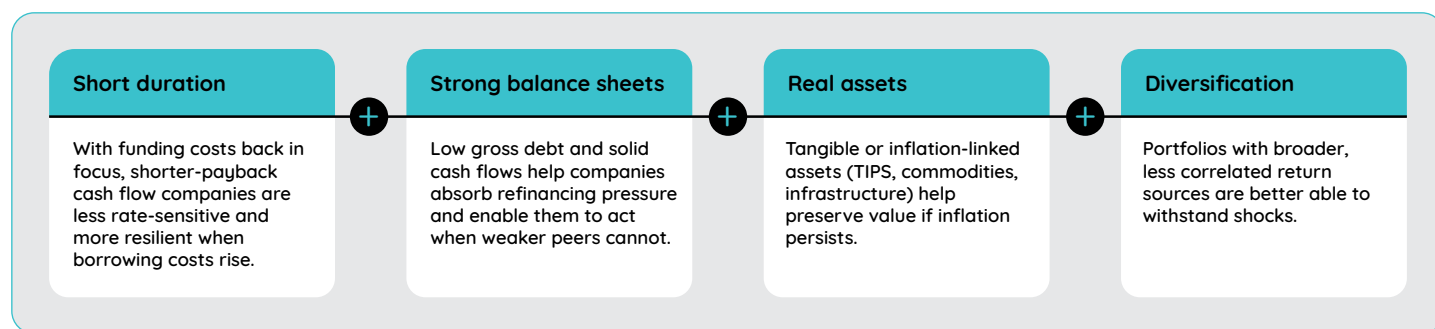 Short duration
With funding costs back in
focus, shorter-payback
cash flow companies are
less rate-sensitive and
more resilient when
borrowing costs rise.
Strong balance sheets
Low gross debt and solid
cash flows help companies
absorb refinancing pressure
and enable them to act
when weaker peers cannot.
Real assets
Tangible or inflation-linked
assets (TIPS, commodities,
infrastructure) help
preserve value if inflation
persists.
Diversification
Portfolios with broader,
less correlated return
sources are better able to
withstand shocks.